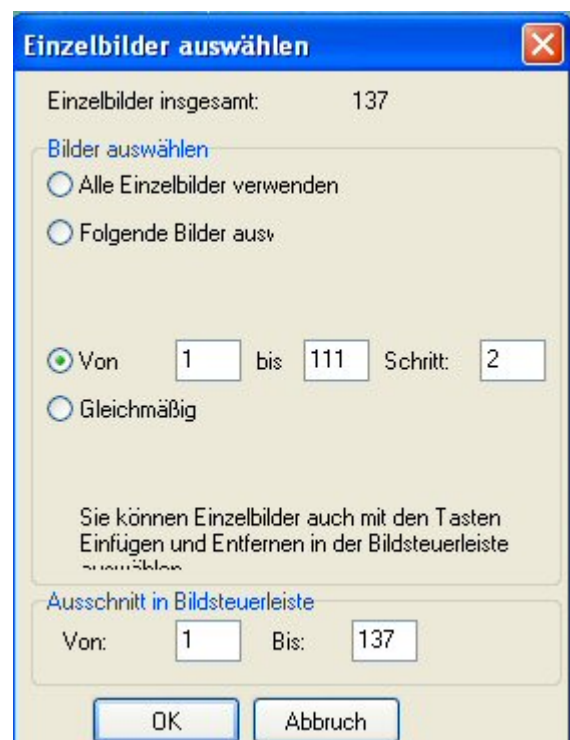 Einzelbilder auswählen
Einzelbilder insgesamt: 137
Bilder auswählen
Alle Einzelbilder verwenden
Folgende Bilder ausv
Von 1 bis 111 Schritt: 2
Gleichmäßig
Sie können Einzelbilder auch mit den Tasten
Einfügen und Entfernen in der Bildsteuerleiste
auswählen
Ausschnitt in Bildsteuerleiste
Von: 1 Bis: 137
OK Abbruch